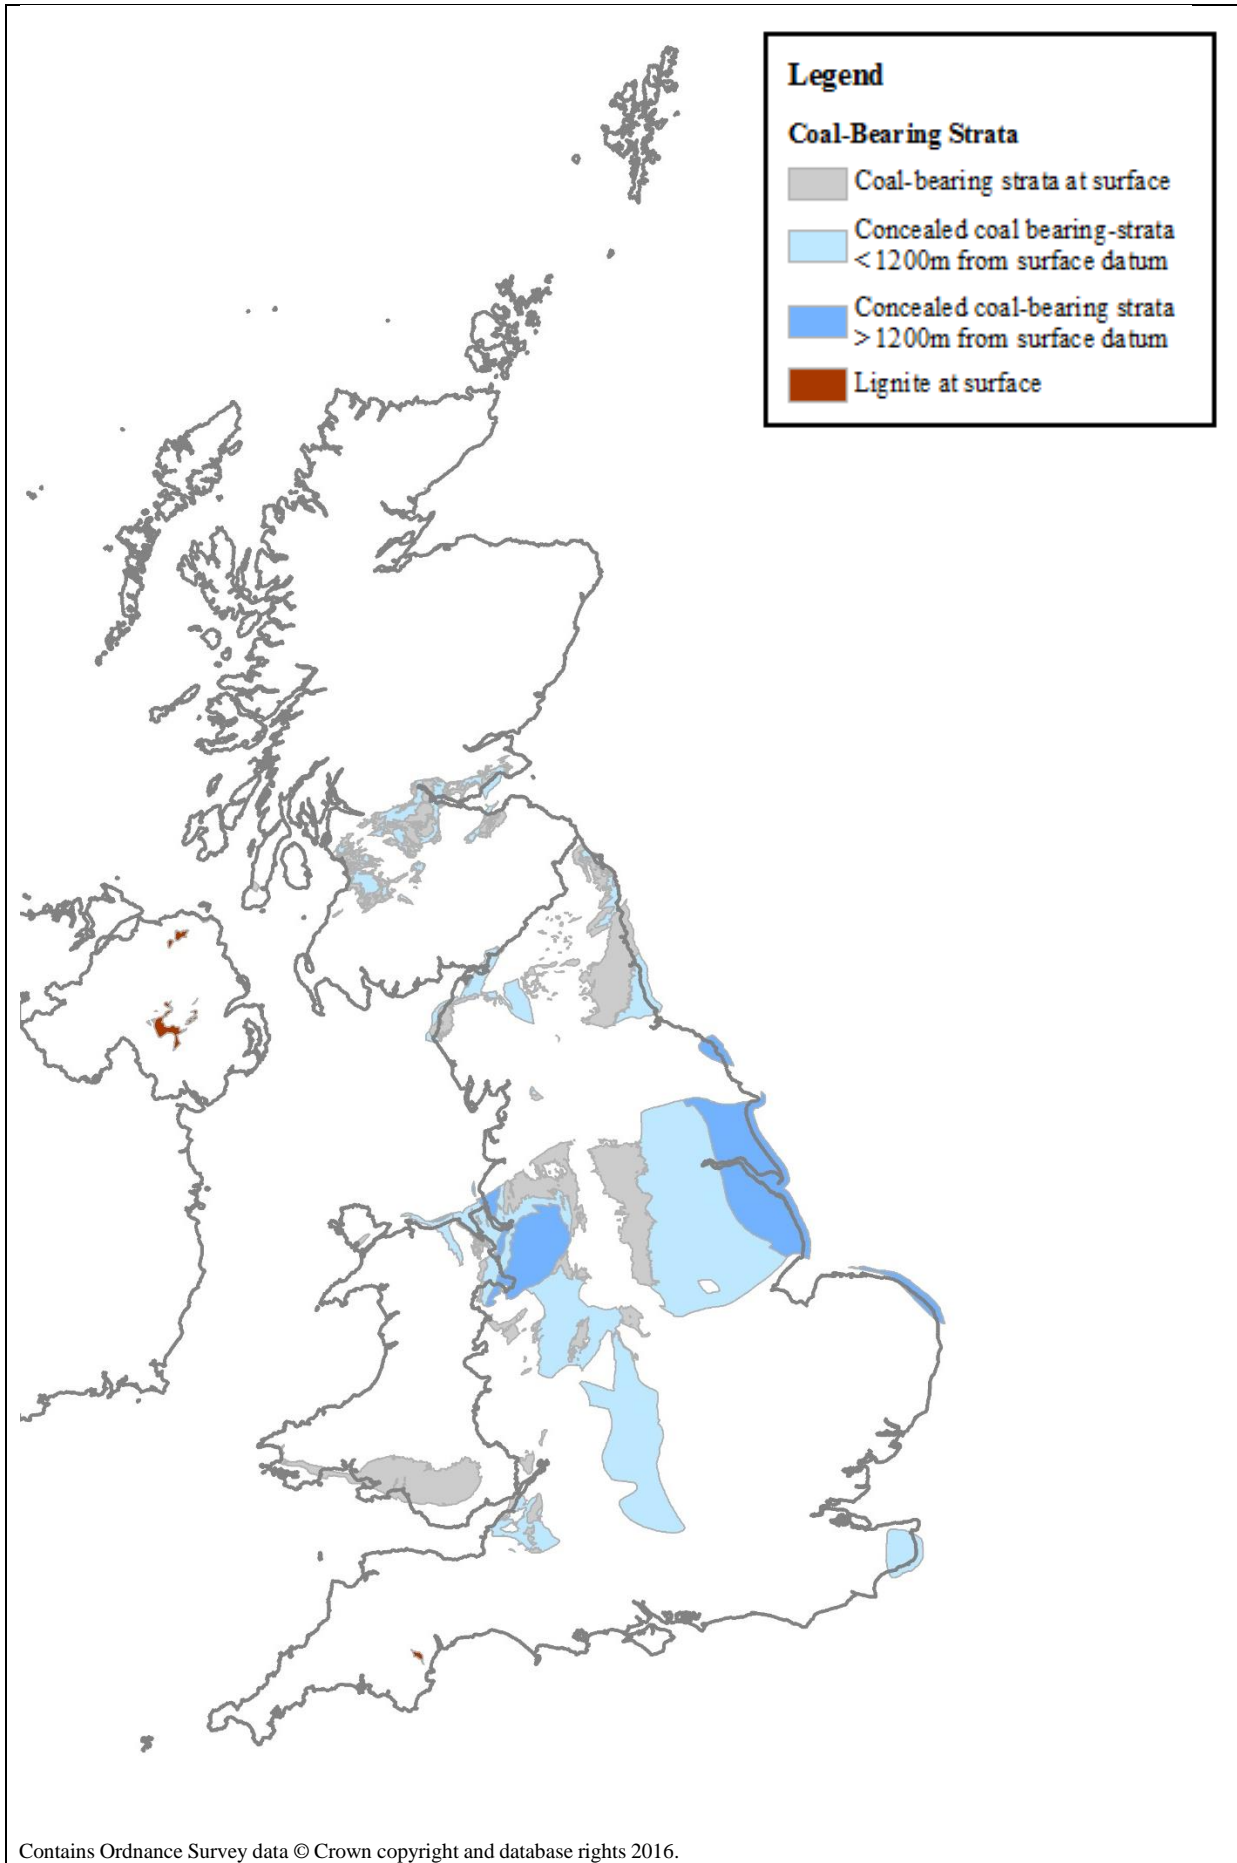 Legend
Coal-Bearing Strata
Coal-bearing strata at surface
Concealed coal bearing-strata
<1200m from surface datum
Concealed coal-bearing strata
>1200m from surface datum
Lignite at surface
Contains Ordnance Survey data © Crown copyright and database rights 2016.